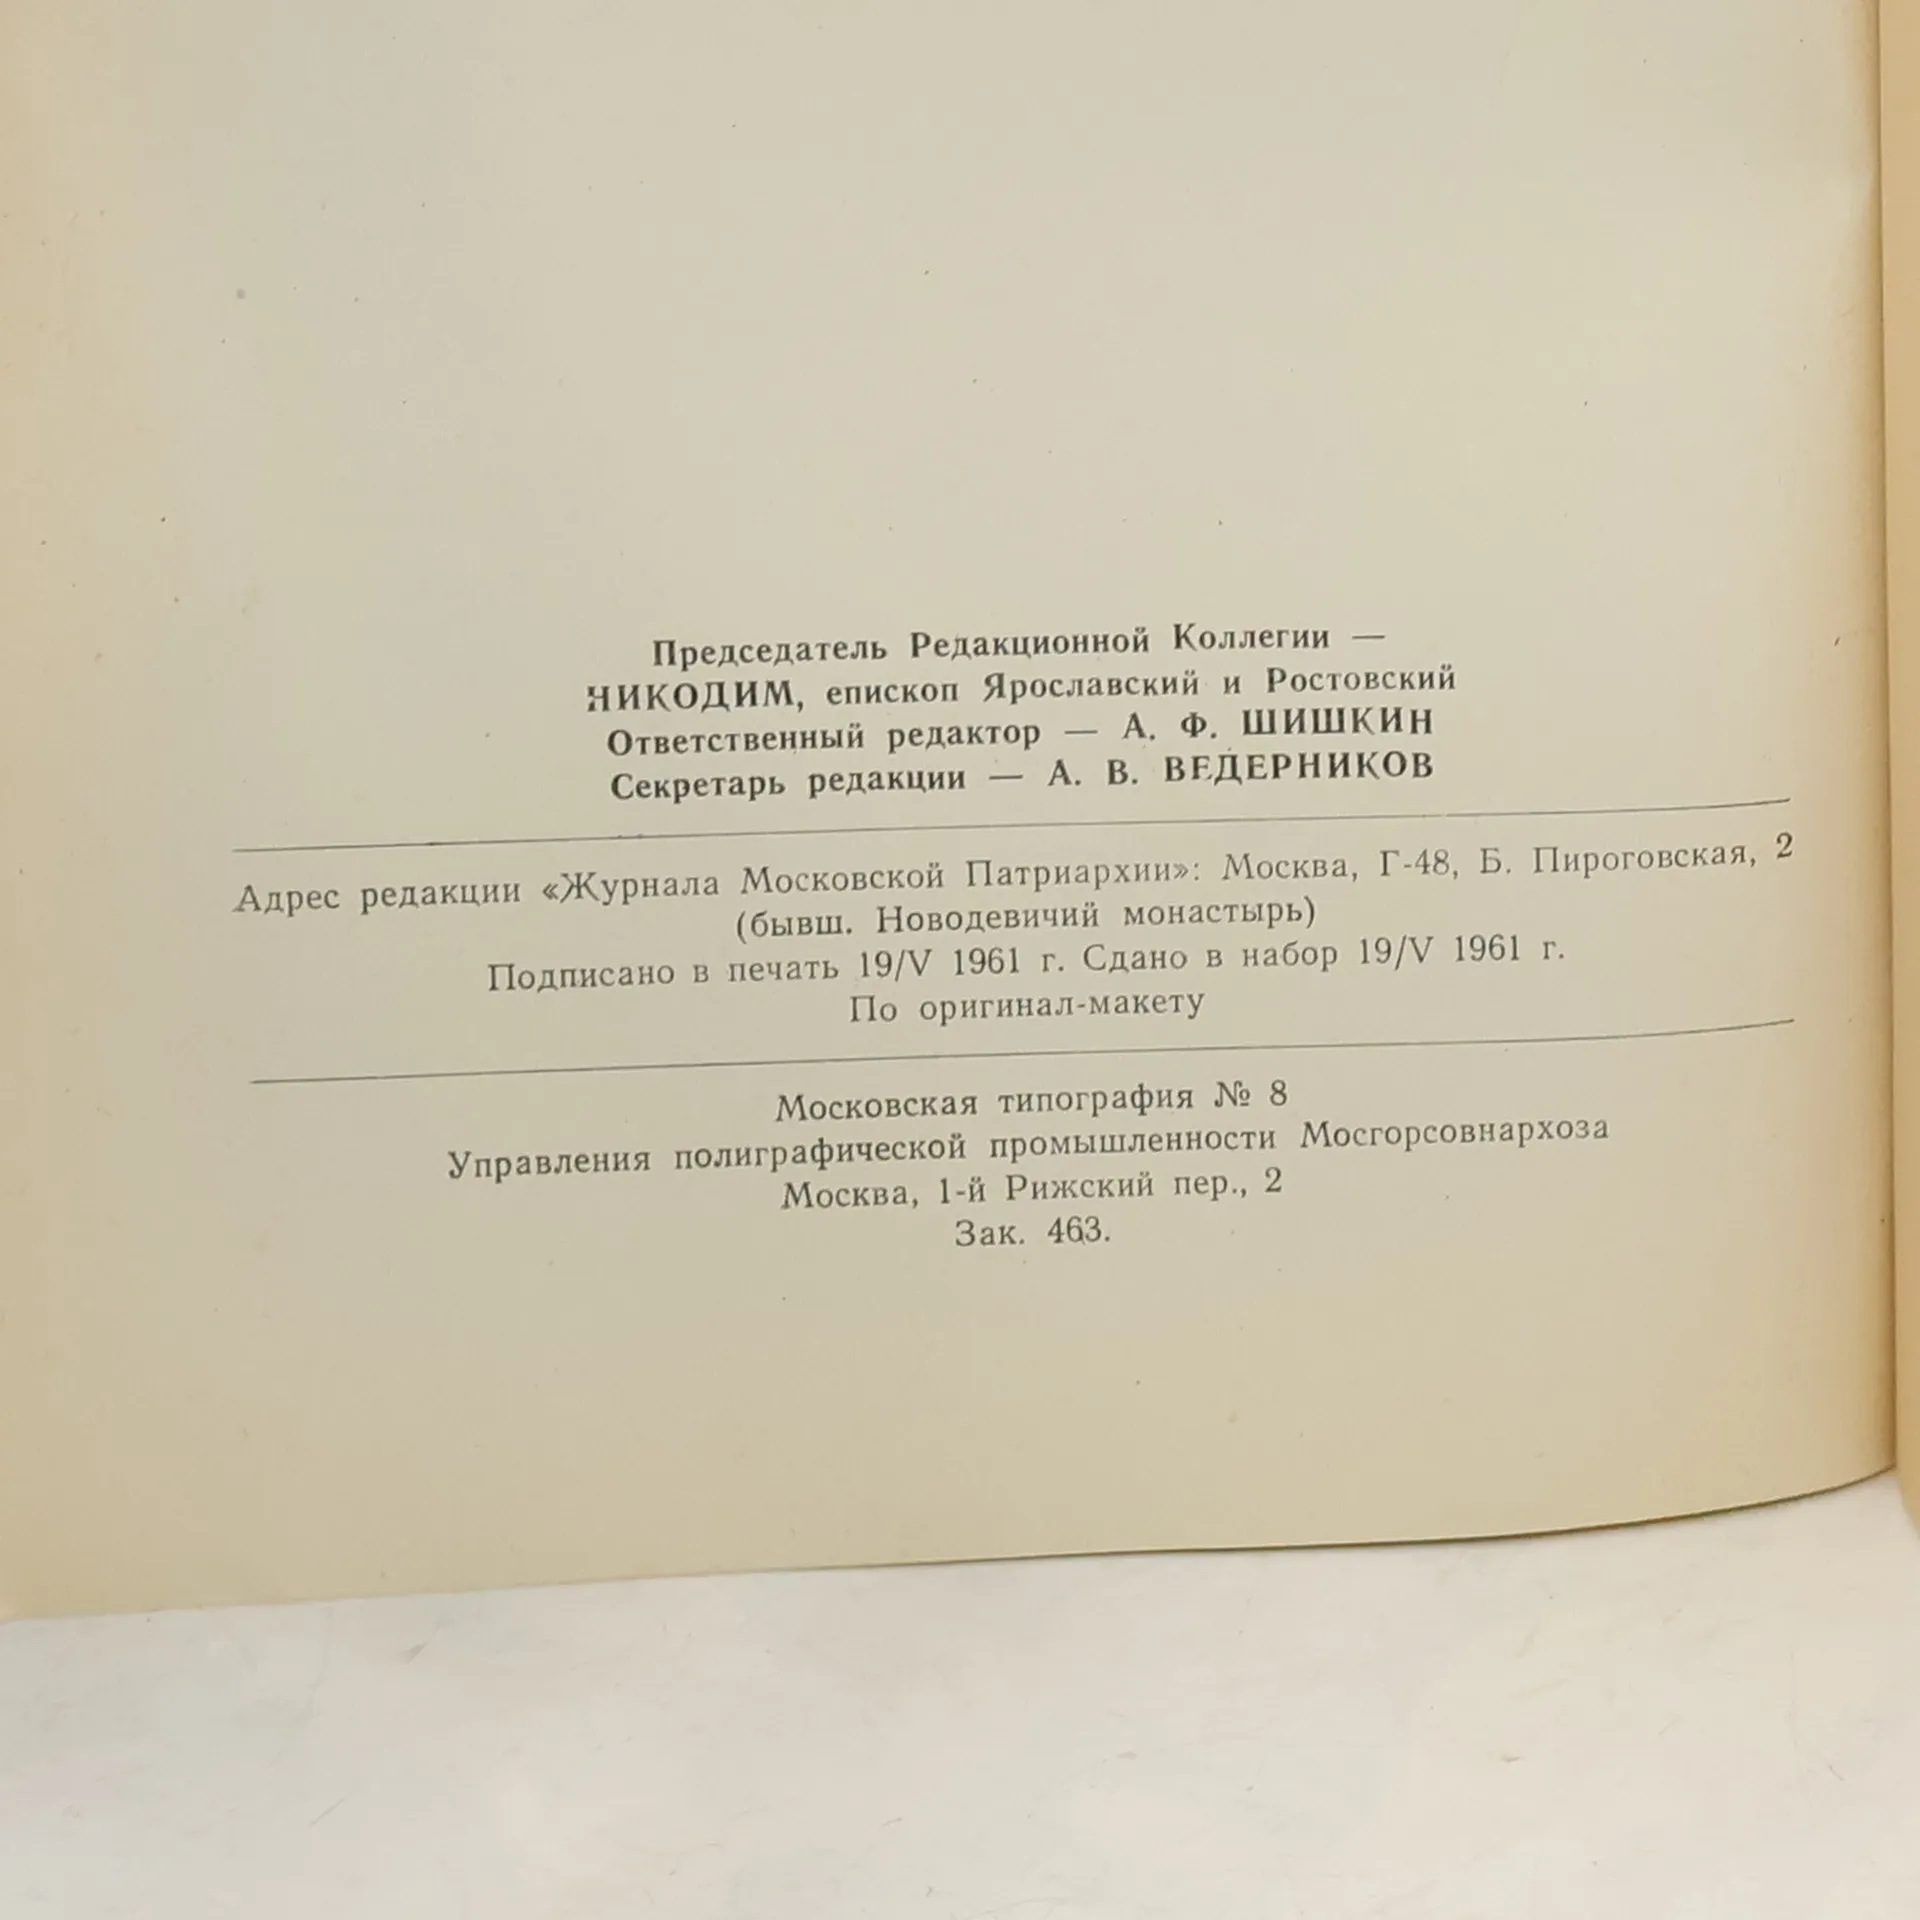 Председатель Редакционной Коллегии —
НИКОДИМ, епископ Ярославский и Ростовский
Ответственный редактор — А. Ф. ШИШКИН
Секретарь редакции — А. В. ВЕДЕРНИКОВ
Адрес редакции «Журнала Московской Патриархии»: Москва, Г-48, Б. Пироговская, 2
(бывш. Новодевичий монастырь)
Подписано в печать 19/V 1961 г. Сдано в набор 19/V 1961 г.
По оригинал-макету
Московская типография № 8
Управления полиграфической промышленности Мосгорсовнархоза
Москва, 1-й Рижский пер., 2
Зак. 463.